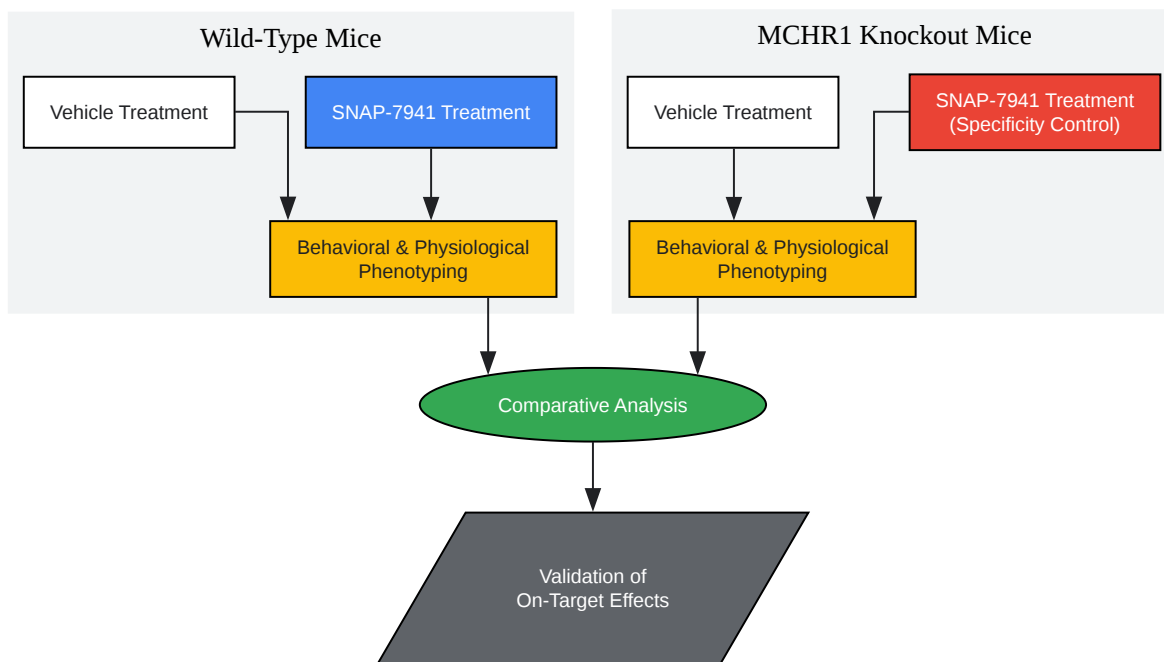 Wild-Type Mice
Vehicle Treatment
SNAP-7941 Treatment
Behavioral & Physiological
Phenotyping
MCHR1 Knockout Mice
Vehicle Treatment
SNAP-7941 Treatment
(Specificity Control)
Behavioral & Physiological
Phenotyping
Comparative Analysis
Validation of
On-Target Effects